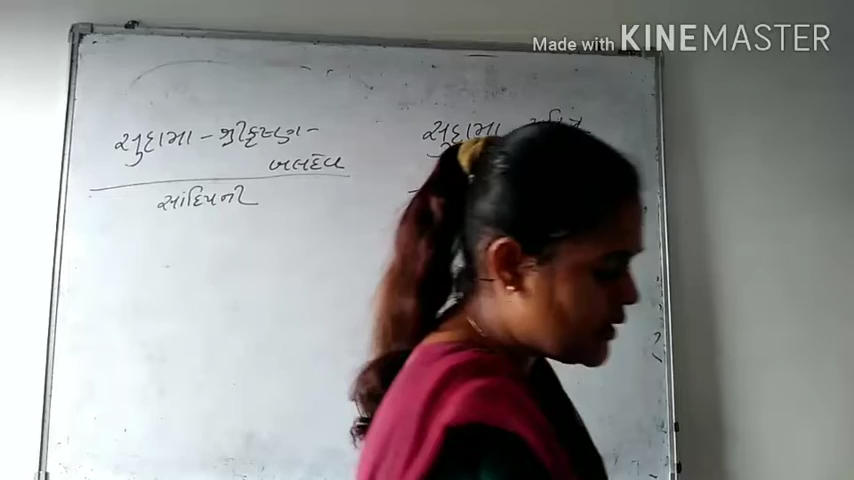 Made with KINEMASTER
સુદામા - શ્રીકૃષ્ણ -
બલદેવ
સાંદિપની
સુદામા